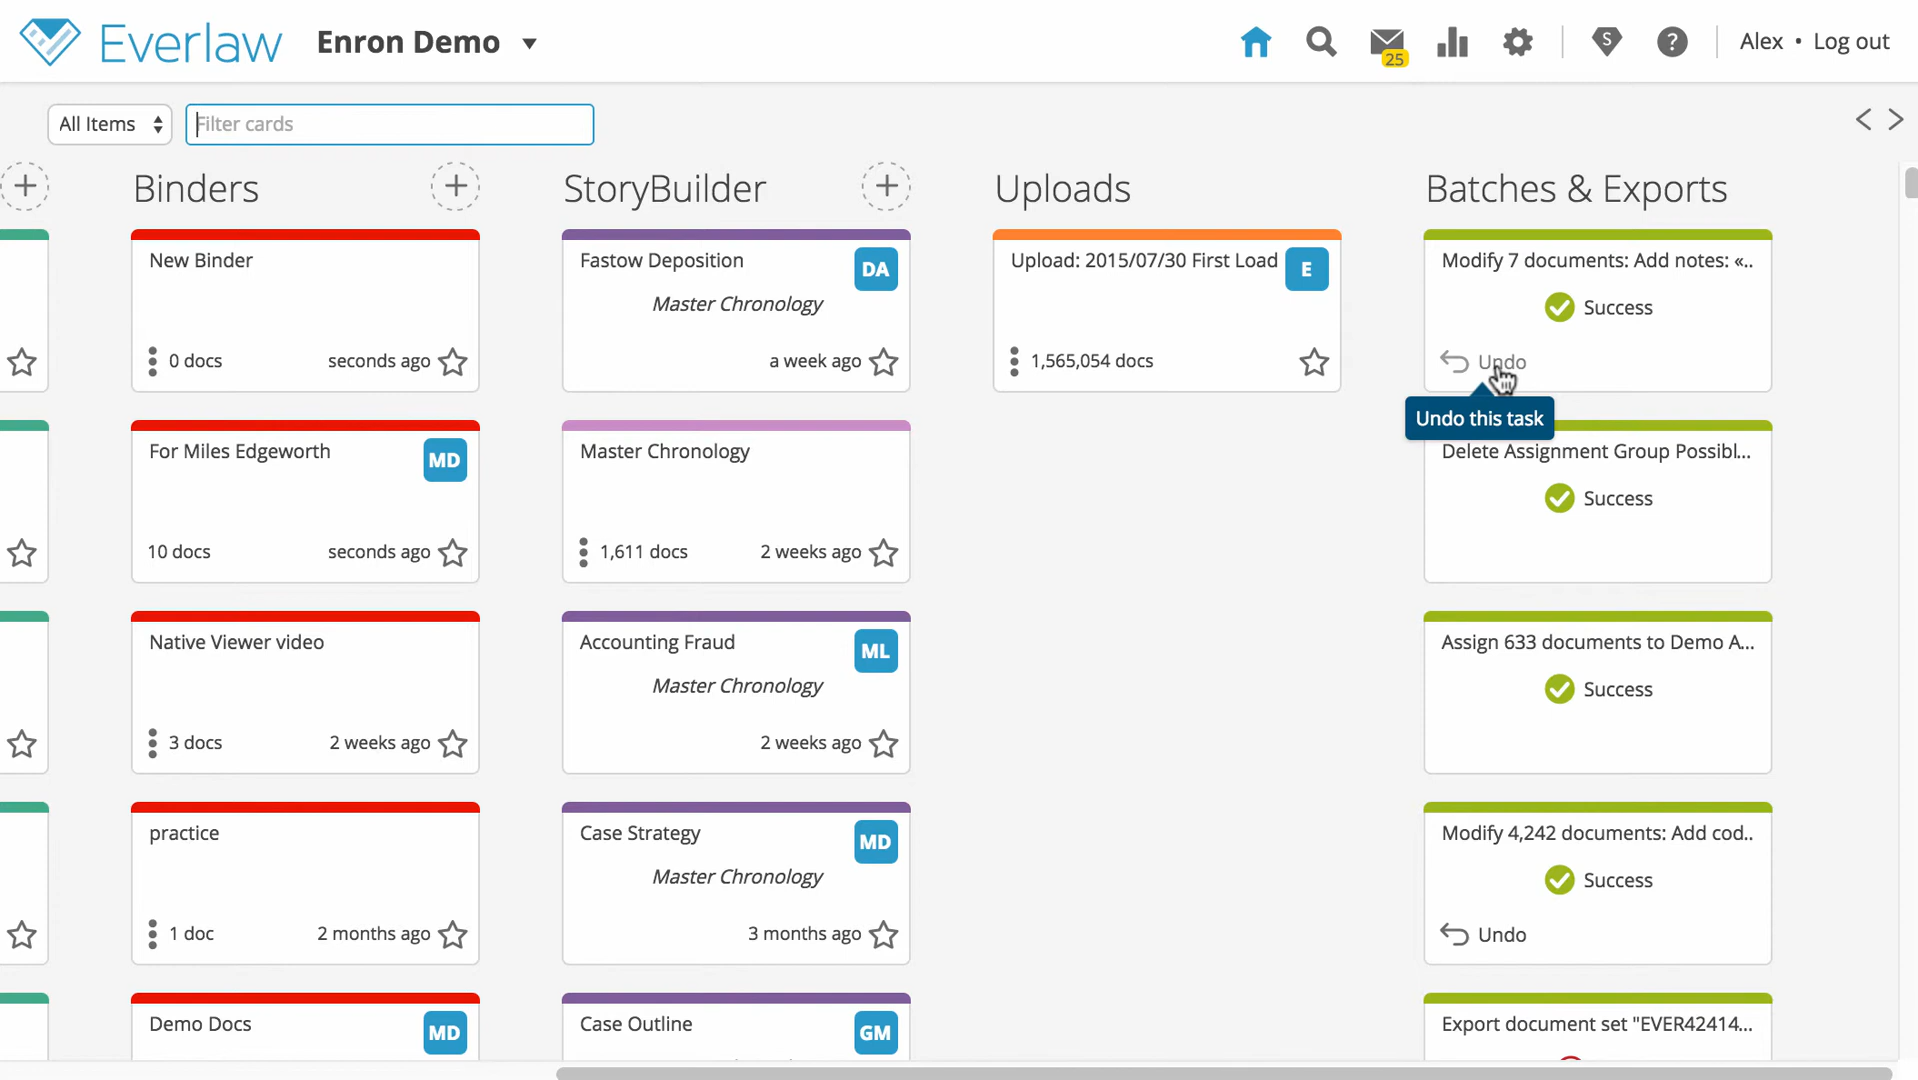 Everlaw Enron Demo
25
S
?
Alex • Log out
All Items
Filter cards
Binders
StoryBuilder
Uploads
Batches & Exports
New Binder
0 docs seconds ago
For Miles Edgeworth
MD
10 docs seconds ago
Native Viewer video
3 docs 2 weeks ago
practice
1 doc 2 months ago
Demo Docs
MD
Fastow Deposition
DA
Master Chronology
a week ago
Master Chronology
1,611 docs 2 weeks ago
Accounting Fraud
ML
Master Chronology
2 weeks ago
Case Strategy
MD
Master Chronology
3 months ago
Case Outline
GM
Upload: 2015/07/30 First Load
E
1,565,054 docs
Modify 7 documents: Add notes: «..
Success
Undo
Undo this task
Delete Assignment Group Possibl...
Success
Assign 633 documents to Demo A...
Success
Modify 4,242 documents: Add cod..
Success
Undo
Export document set "EVER42414...